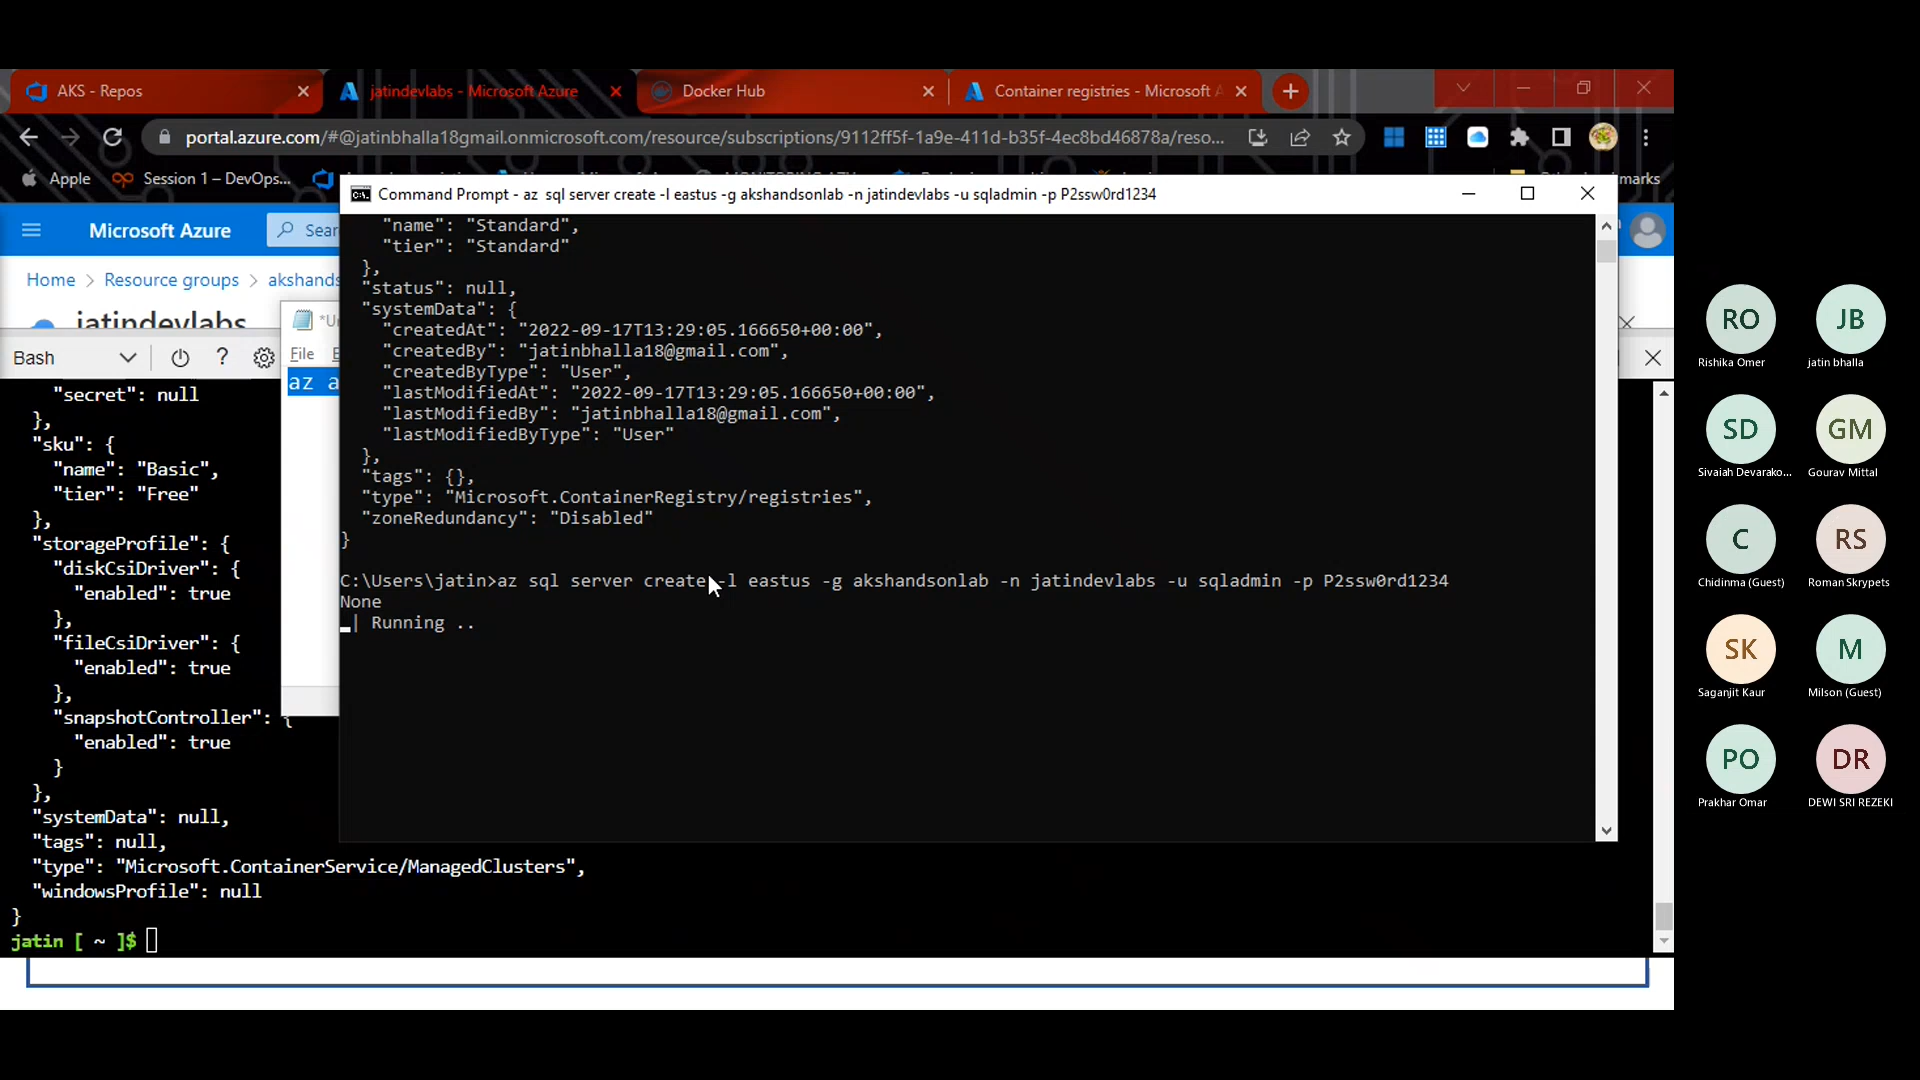 AKS - Repos
jatindevlabs - Microsoft Azure
Docker Hub
Container registries - Microsoft A
portal.azure.com/#@jatinbhalla18gmail.onmicrosoft.com/resource/subscriptions/9112ff5f-1a9e-411d-b35f-4ec8bd46878a/reso...
Apple
Session 1 – DevOps...
marks
Command Prompt - az sql server create -l eastus -g akshandsonlab -n jatindevlabs -u sqladmin -p P2ssw0rd1234
Microsoft Azure
Sear
Home > Resource groups > akshands
jatindevlabs
*U
File
Bash
az a
"secret": null
},
"sku": {
"name": "Basic",
"tier": "Free"
},
"storageProfile": {
"diskCsiDriver": {
"enabled": true
},
"fileCsiDriver": {
"enabled": true
},
"snapshotController": {
"enabled": true
}
},
"systemData": null,
"tags": null,
"type": "Microsoft.ContainerService/ManagedClusters",
"windowsProfile": null
}
jatin [ ~ ]$
"name": "Standard",
"tier": "Standard"
},
"status": null,
"systemData": {
"createdAt": "2022-09-17T13:29:05.166650+00:00",
"createdBy": "jatinbhalla18@gmail.com",
"createdByType": "User",
"lastModifiedAt": "2022-09-17T13:29:05.166650+00:00",
"lastModifiedBy": "jatinbhalla18@gmail.com",
"lastModifiedByType": "User"
},
"tags": {},
"type": "Microsoft.ContainerRegistry/registries",
"zoneRedundancy": "Disabled"
}
C:\Users\jatin>az sql server create -l eastus -g akshandsonlab -n jatindevlabs -u sqladmin -p P2ssw0rd1234
None
| Running ..
RO
Rishika Omer
JB
jatin bhalla
SD
Sivaiah Devarako...
GM
Gourav Mittal
C
Chidinma (Guest)
RS
Roman Skrypets
SK
Saganjit Kaur
M
Milson (Guest)
PO
Prakhar Omar
DR
DEWI SRI REZEKI